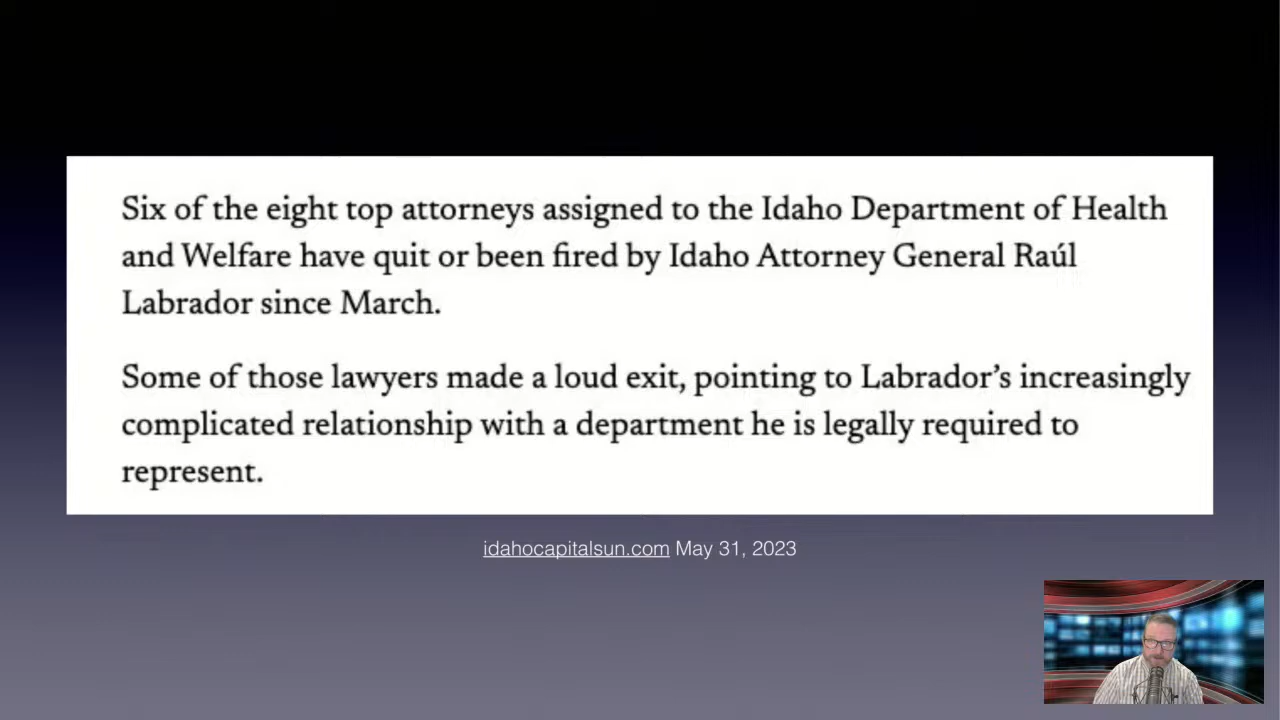 Six of the eight top attorneys assigned to the Idaho Department of Health
and Welfare have quit or been fired by Idaho Attorney General Raúl
Labrador since March.
Some of those lawyers made a loud exit, pointing to Labrador’s increasingly
complicated relationship with a department he is legally required to
represent.
idahocapitalsun.com May 31, 2023